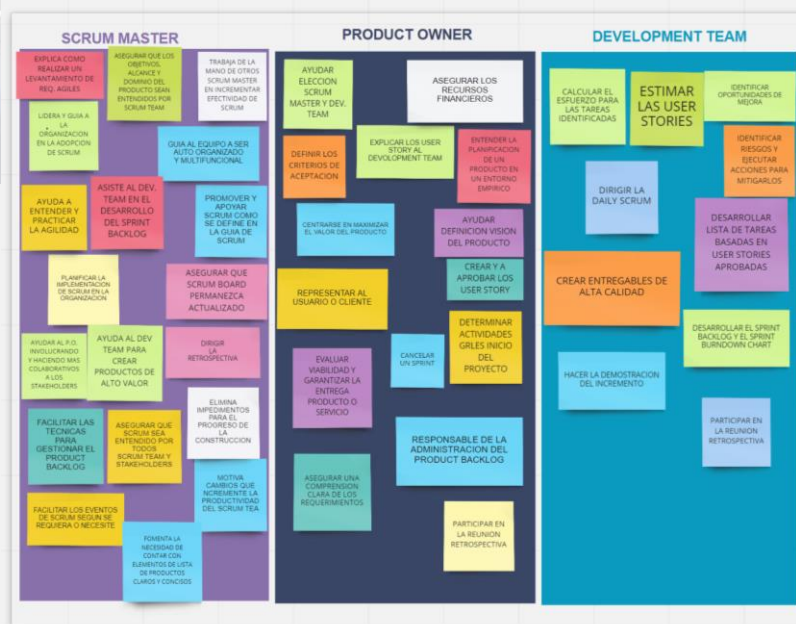 SCRUM MASTER
EXPLICA COMO
REALIZAR UN
LEVANTAMIENTO DE
REQ. AGILES
ASEGURAR QUE LOS
OBJETIVOS,
ALCANCE Y
DOMINIO DEL
PRODUCTO SEAN
ENTENDIDOS POR
SCRUM TEAM
TRABAJA DE LA
MANO DE OTROS
SCRUM MASTER
EN INCREMENTAR
EFECTIVIDAD DE
SCRUM
LIDERA Y GUIA A
LA
ORGANIZACION
EN LA ADOPCION
DE SCRUM
GUIA AL EQUIPO A SER
AUTO ORGANIZADO
Y MULTIFUNCIONAL
AYUDA A
ENTENDER Y
PRACTICAR
LA AGILIDAD
ASISTE AL DEV.
TEAM EN EL
DESARROLLO
DEL SPRINT
BACKLOG
PROMOVER Y
APOYAR
SCRUM COMO
SE DEFINE EN
LA GUIA DE
SCRUM
PLANIFICAR LA
IMPLEMENTACION
DE SCRUM EN LA
ORGANIZACION
ASEGURAR QUE
SCRUM BOARD
PERMANEZCA
ACTUALIZADO
AYUDAR AL P.O.
INVOLUCRANDO
Y HACIENDO MAS
COLABORATIVOS
A LOS
STAKEHOLDERS
AYUDA AL DEV
TEAM PARA
CREAR
PRODUCTOS DE
ALTO VALOR
DIRIGIR
LA
RETROSPECTIVA
FACILITAR LAS
TECNICAS
PARA
GESTIONAR EL
PRODUCT
BACKLOG
ASEGURAR QUE
SCRUM SEA
ENTENDIDO POR
TODOS
SCRUM TEAM Y
STAKEHOLDERS
ELIMINA
IMPEDIMENTOS
PARA EL
PROGRESO DE
LA
CONSTRUCCION
MOTIVA
CAMBIOS QUE
NCREMENTE LA
PRODUCTIVIDAD
DEL SCRUM TEA
FACILITAR LOS EVENTOS
DE SCRUM SEGUN SE
REQUIERA O NECESITE
FOMENTA LA
NECESIDAD DE
CONTAR CON
ELEMENTOS DE LISTA
DE PRODUCTOS
CLAROS Y CONCISOS
PRODUCT OWNER
AYUDAR
ELECCION
SCRUM
MASTER Y DEV.
TEAM
ASEGURAR LOS
RECURSOS
FINANCIEROS
DEFINIR LOS
CRITERIOS DE
ACEPTACION
EXPLICAR LOS USER
STORY AL
DEVOLOPMENT TEAM
ENTENDER LA
PLANIFICACION
DE UN
PRODUCTO EN
UN ENTORNO
EMPIRICO
CENTRARSE EN MAXIMIZAR
EL VALOR DEL PRODUCTO
AYUDAR
DEFINICION VISION
DEL PRODUCTO
CREAR Y A
APROBAR LOS
USER STORY
REPRESENTAR AL
USUARIO O CLIENTE
DETERMINAR
ACTIVIDADES
GRLES INICIO
DEL
PROYECTO
EVALUAR
VIABILIDAD Y
GARANTIZAR LA
ENTREGA
PRODUCTO O
SERVICIO
CANCELAR
UN SPRINT
RESPONSABLE DE LA
ADMINISTRACION DEL
PRODUCT BACKLOG
ASEGURAR UNA
COMPRENSION
CLARA DE LOS
REQUERIMIENTOS
PARTICIPAR EN
LA REUNION
RETROSPECTIVA
DEVELOPMENT TEAM
CALCULAR EL
ESFUERZO PARA
LAS TAREAS
IDENTIFICADAS
ESTIMAR
LAS USER
STORIES
IDENTIFICAR
OPORTUNIDADES DE
MEJORA
IDENTIFICAR
RIESGOS Y
EJECUTAR
ACCIONES PARA
MITIGARLOS
DIRIGIR LA
DAILY SCRUM
DESARROLLAR
LISTA DE TAREAS
BASADAS EN
USER STORIES
APROBADAS
CREAR ENTREGABLES DE
ALTA CALIDAD
DESARROLLAR EL SPRINT
BACKLOG Y EL SPRINT
BURNDOWN CHART
HACER LA DEMOSTRACION
DEL INCREMENTO
PARTICIPAR EN
LA REUNION
RETROSPECTIVA